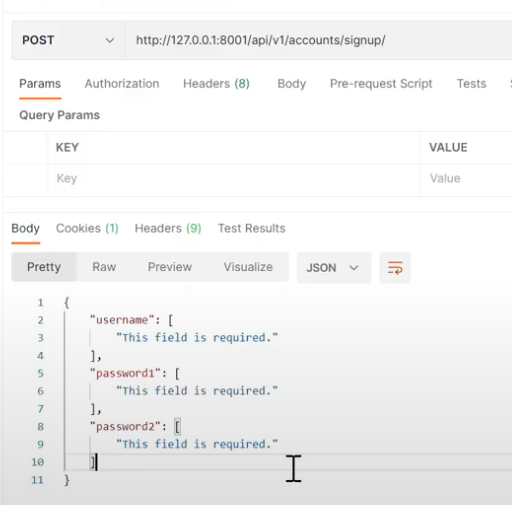 POST http://127.0.0.1:8001/api/v1/accounts/signup/
Params Authorization Headers (8) Body Pre-request Script Tests
Query Params
KEY VALUE
Key Value
Body Cookies (1) Headers (9) Test Results
Pretty Raw Preview Visualize JSON
1 {
2 "username": [
3 "This field is required."
4 ],
5 "password1": [
6 "This field is required."
7 ],
8 "password2": [
9 "This field is required."
10 ]
11 }